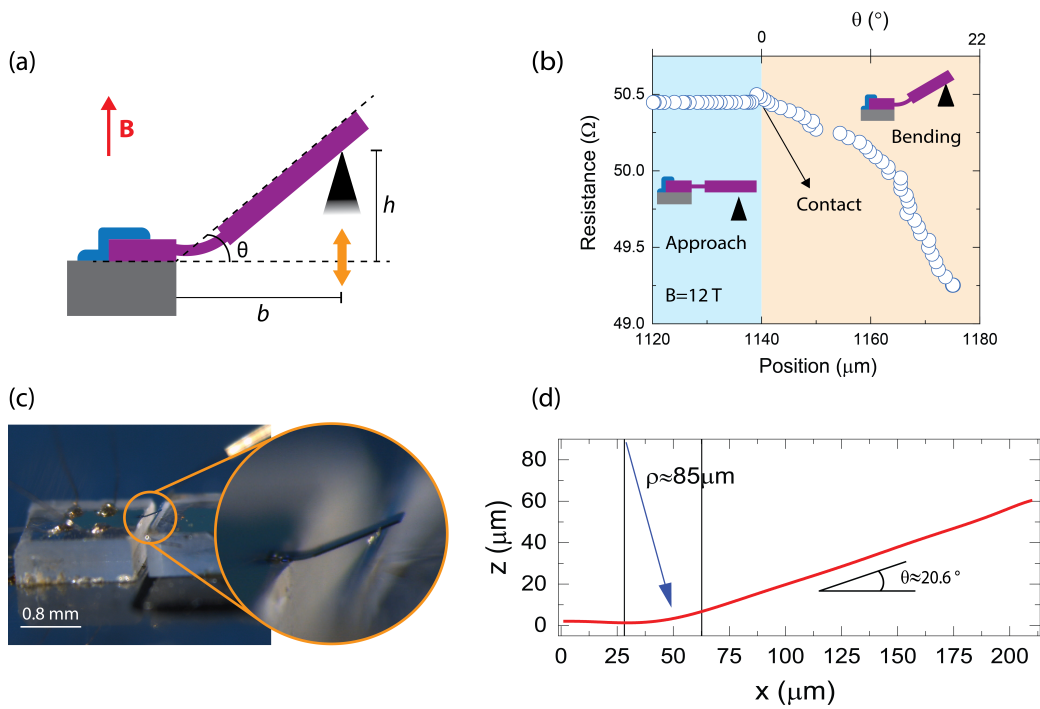 (a)
B
θ
h
b
(b)
θ (°)
0
22
Resistance (Ω)
50.5
50.0
49.5
49.0
Bending
Contact
Approach
B=12 T
1120
1140
1160
1180
Position (μm)
(c)
0.8 mm
(d)
z (μm)
80
60
40
20
0
ρ≈85μm
θ≈20.6 °
0
25
50
75
100
125
150
175
200
x (μm)